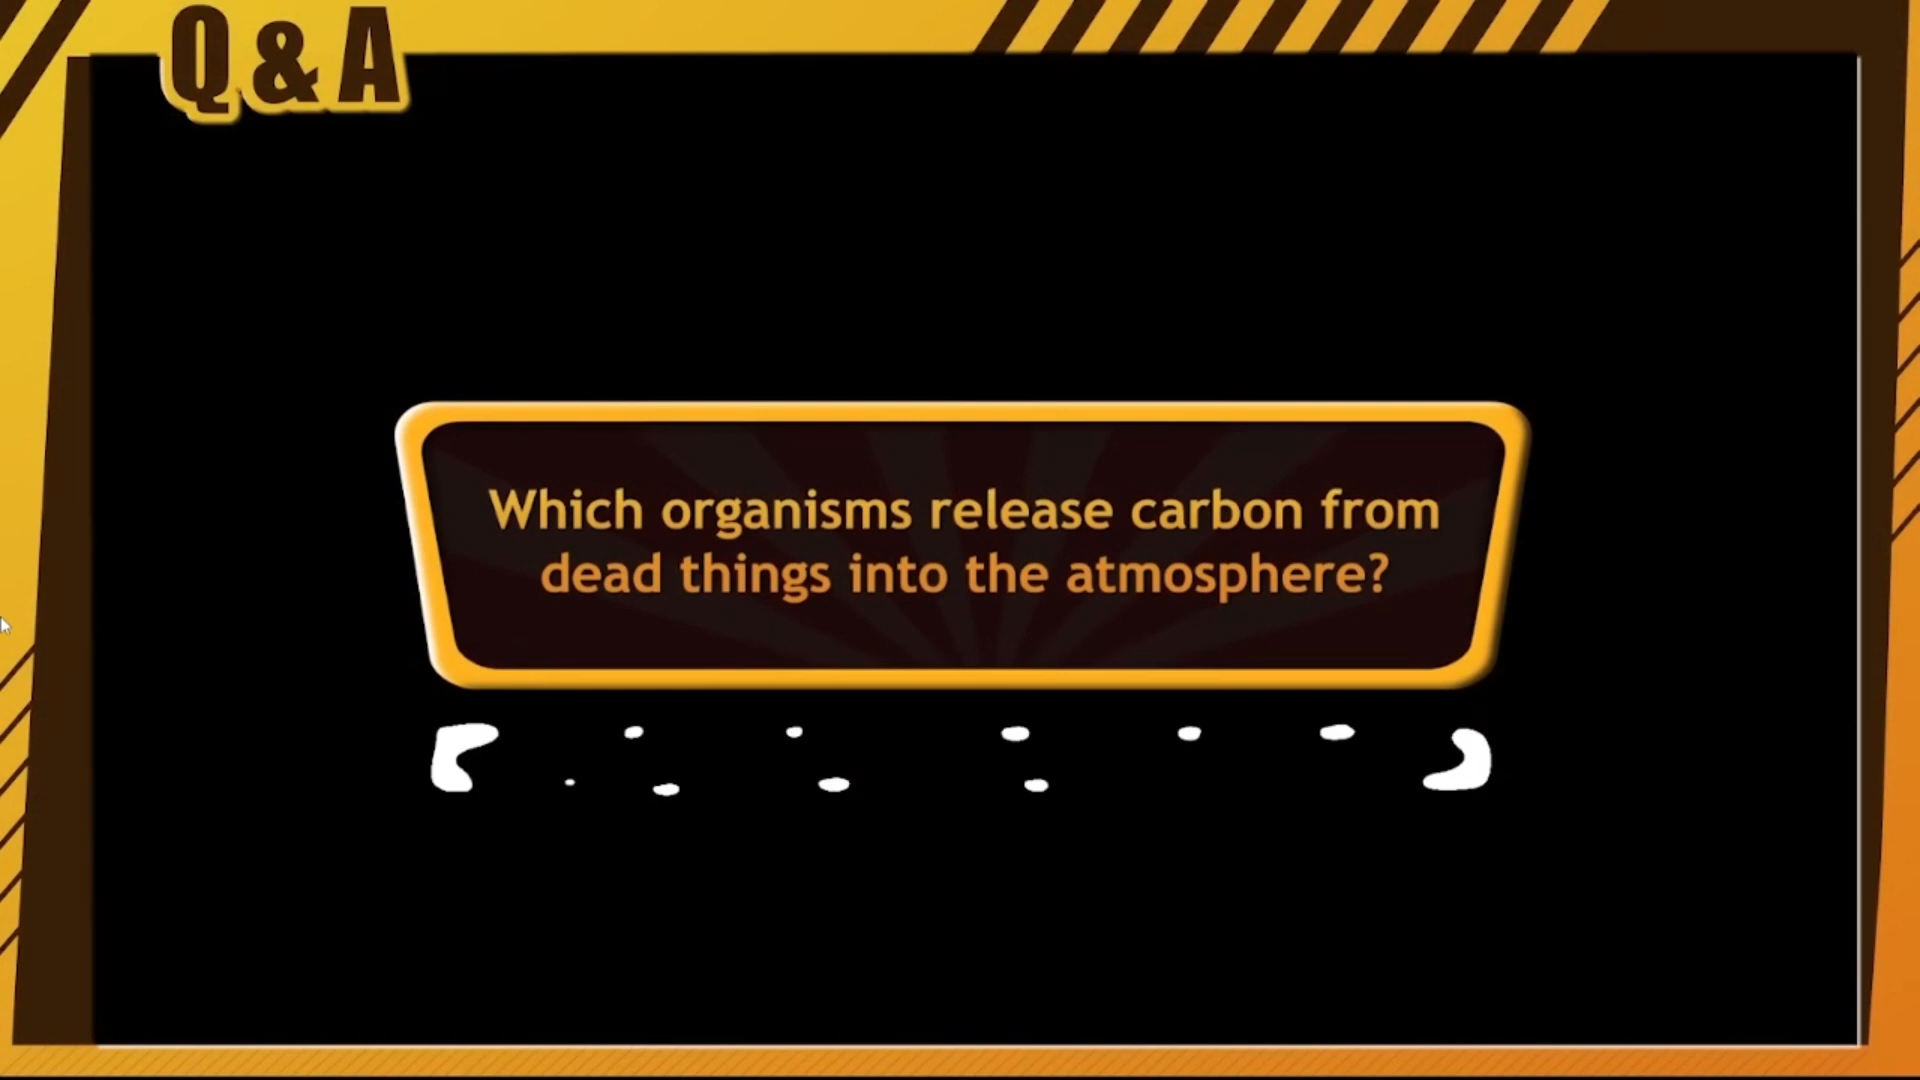 Q & A
Which organisms release carbon from
dead things into the atmosphere?